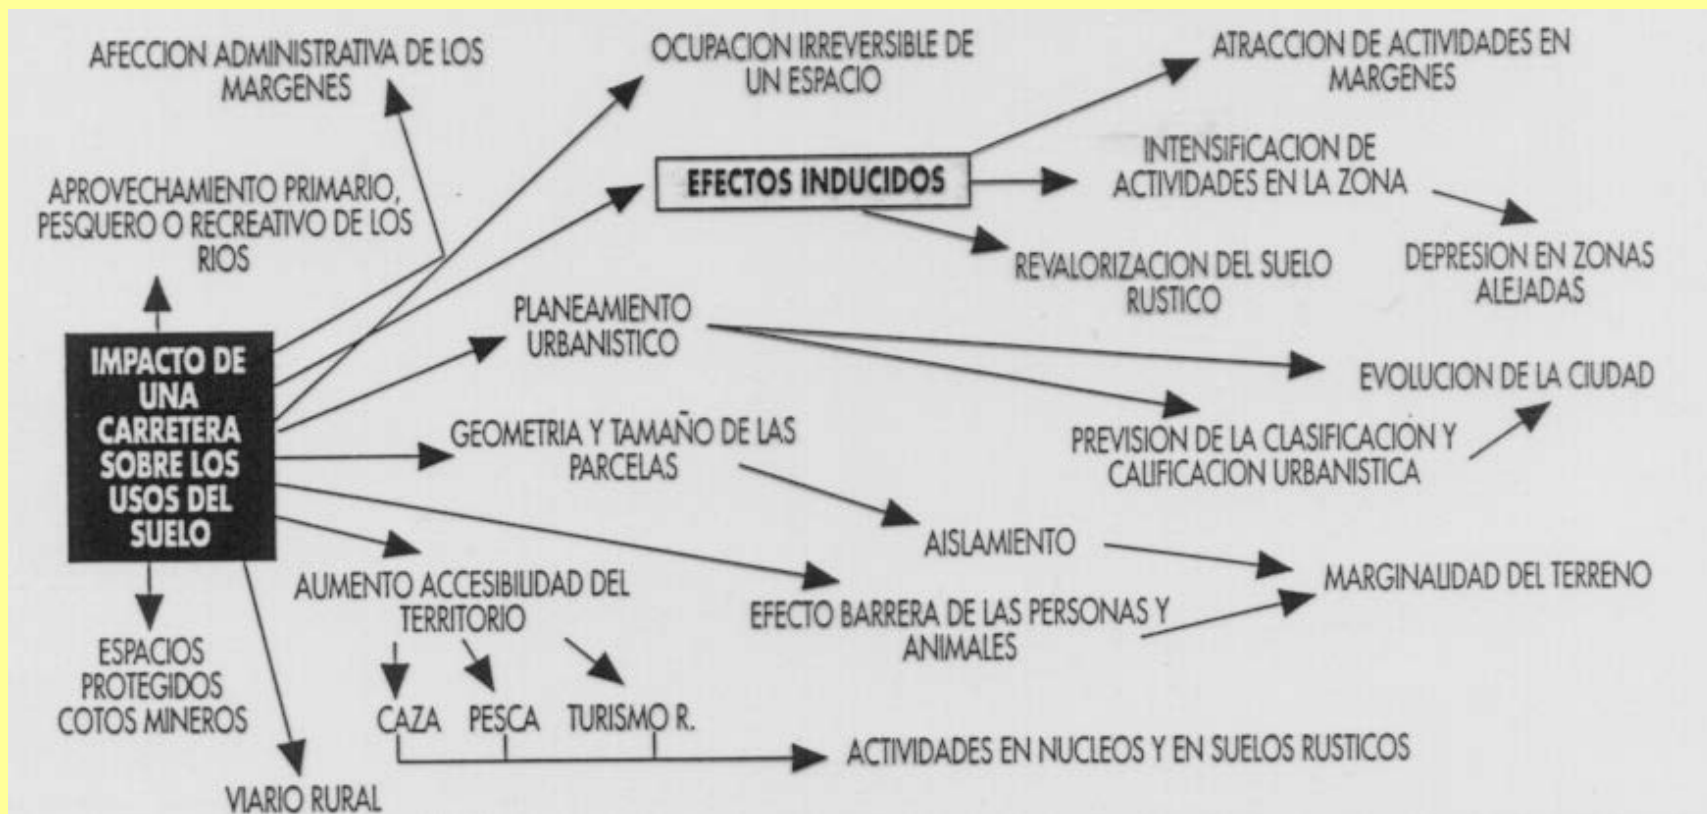 AFECCION ADMINISTRATIVA DE LOS
MARGENES
OCUPACION IRREVERSIBLE DE
UN ESPACIO
ATRACCION DE ACTIVIDADES EN
MARGENES
APROVECHAMIENTO PRIMARIO,
PESQUERO O RECREATIVO DE LOS
RIOS
EFECTOS INDUCIDOS
INTENSIFICACION DE
ACTIVIDADES EN LA ZONA
REVALORIZACION DEL SUELO
RUSTICO
DEPRESION EN ZONAS
ALEJADAS
PLANEAMIENTO
URBANISTICO
IMPACTO DE
UNA
CARRETERA
SOBRE LOS
USOS DEL
SUELO
EVOLUCION DE LA CIUDAD
GEOMETRIA Y TAMAÑO DE LAS
PARCELAS
PREVISION DE LA CLASIFICACION Y
CALIFICACION URBANISTICA
AISLAMIENTO
MARGINALIDAD DEL TERRENO
AUMENTO ACCESIBILIDAD DEL
TERRITORIO
EFECTO BARRERA DE LAS PERSONAS Y
ANIMALES
ESPACIOS
PROTEGIDOS
COTOS MINEROS
CAZA
PESCA
TURISMO R.
ACTIVIDADES EN NUCLEOS Y EN SUELOS RUSTICOS
VIARIO RURAL